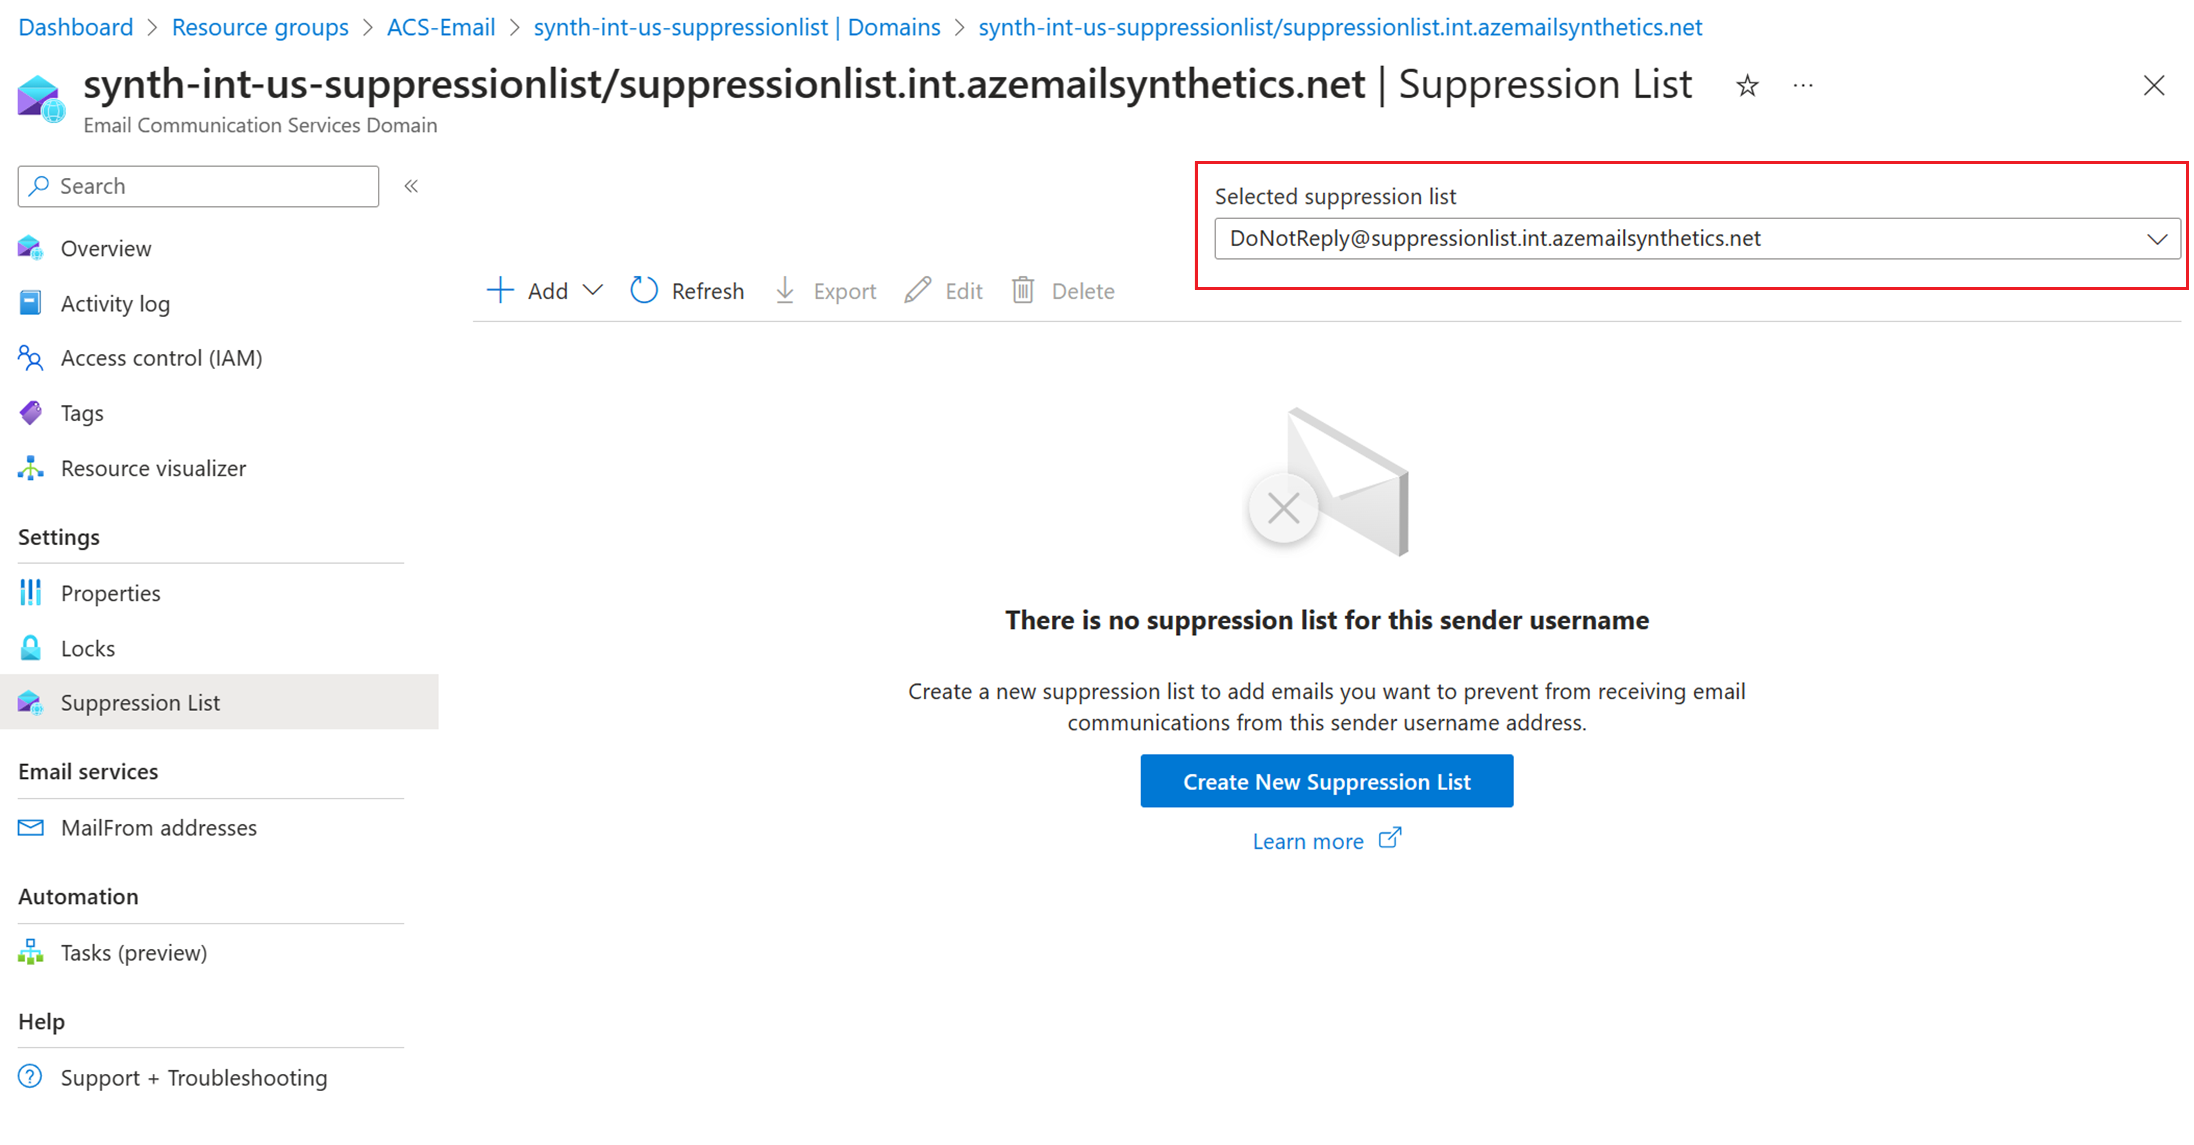 Dashboard > Resource groups > ACS-Email > synth-int-us-suppressionlist | Domains > synth-int-us-suppressionlist/suppressionlist.int.azemailsynthetics.net
synth-int-us-suppressionlist/suppressionlist.int.azemailsynthetics.net | Suppression List
Email Communication Services Domain
Search
Overview
Activity log
Access control (IAM)
Tags
Resource visualizer
Settings
Properties
Locks
Suppression List
Email services
MailFrom addresses
Automation
Tasks (preview)
Help
Support + Troubleshooting
Selected suppression list
DoNotReply@suppressionlist.int.azemailsynthetics.net
Add Refresh Export Edit Delete
There is no suppression list for this sender username
Create a new suppression list to add emails you want to prevent from receiving email
communications from this sender username address.
Create New Suppression List
Learn more